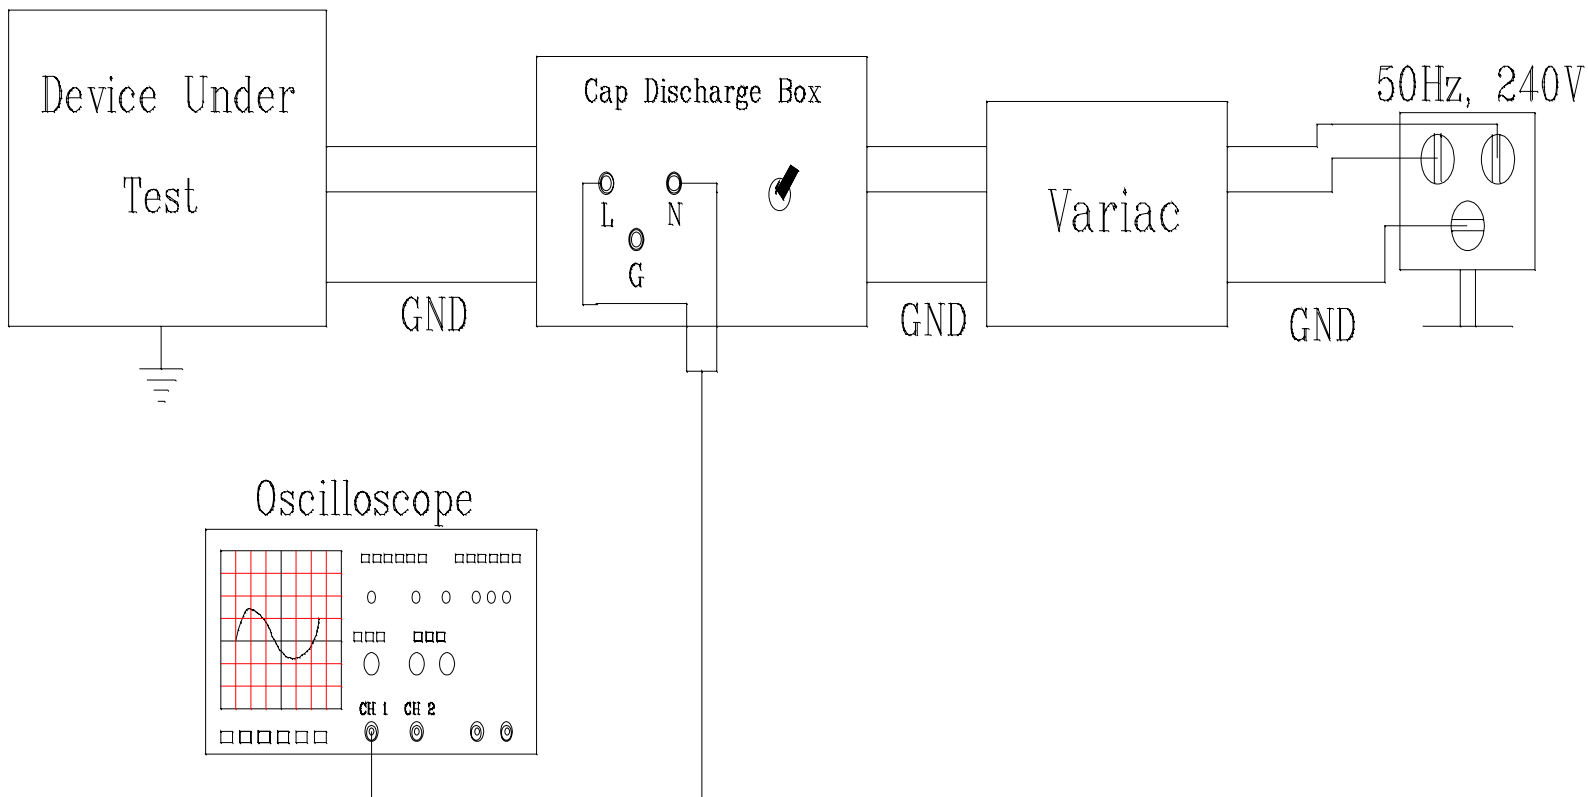 Device Under
Test
Cap Discharge Box
L
N
G
GND
GND
Variac
50Hz, 240V
GND
Oscilloscope
CH 1
CH 2